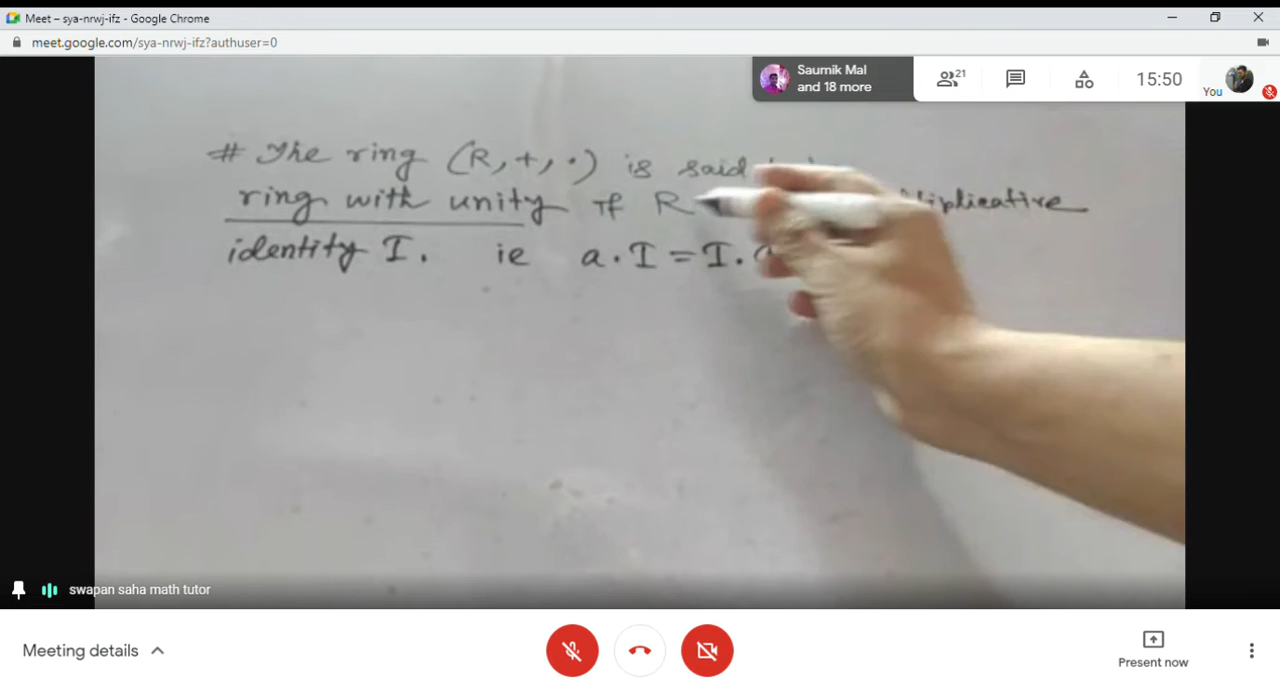 Meet – sya-nrwj-ifz - Google Chrome
meet.google.com/sya-nrwj-ifz?authuser=0
Saumik Mal
and 18 more
21
15:50
You
# The ring (R, +, ·) is said
ring with unity if R
identity I. ie a · I = I ·
swapan saha math tutor
Meeting details
Present now